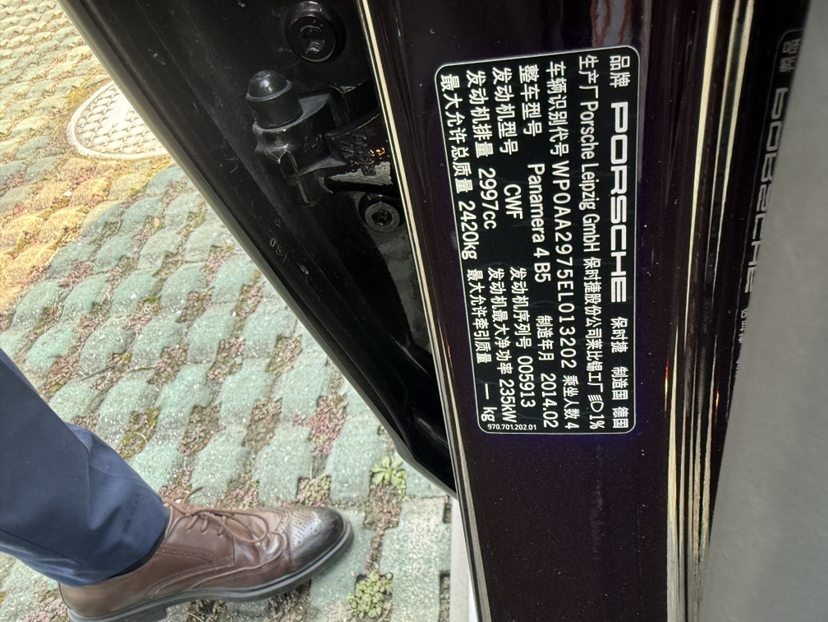 品牌 PORSCHE 保时捷 制造国 德国
生产厂 Porsche Leipzig GmbH 保时捷股份公司莱比锡工厂 1%
车辆识别代号 WP0AA2975EL013202 乘坐人数 4
整车型号 Panamera 4 B5 制造年月 2014.02
发动机型号 CWF 发动机序列号 005913
发动机排量 2997cc 发动机最大净功率 235kW
最大允许总质量 2420kg 最大允许牵引质量 — kg
970.701.202.01